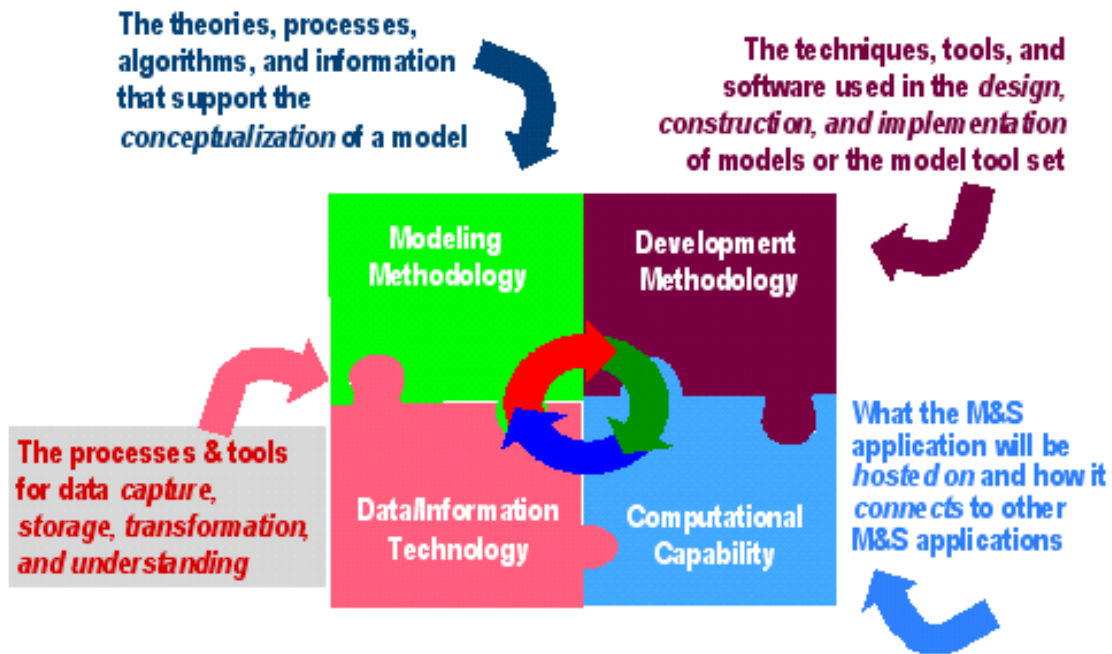 The theories, processes,
algorithms, and information
that support the
conceptualization of a model
The techniques, tools, and
software used in the design,
construction, and implementation
of models or the model tool set
Modeling
Methodology
Development
Methodology
The processes & tools
for data capture,
storage, transformation,
and understanding
Data/Information
Technology
Computational
Capability
What the M&S
application will be
hosted on and how it
connects to other
M&S applications